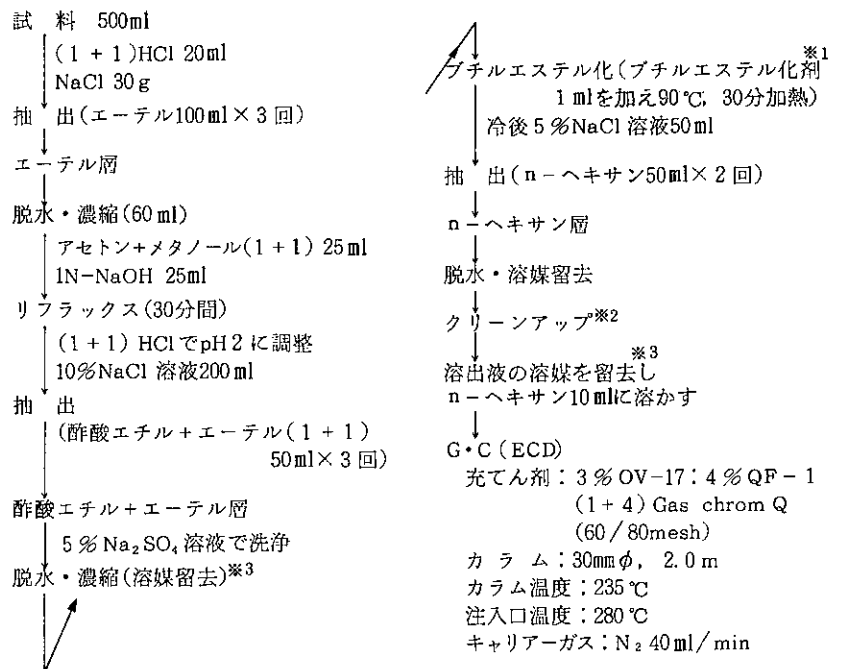 試　料　500ml
(1 + 1)HCl 20ml
NaCl 30g
抽　出(エーテル100ml×3回)
エーテル層
脱水・濃縮(60ml)
アセトン+メタノール(1 + 1) 25ml
1N-NaOH 25ml
リフラックス(30分間)
(1 + 1) HClでpH2に調整
10%NaCl 溶液200ml
抽　出
(酢酸エチル+エーテル(1 + 1)
50ml×3回)
酢酸エチル+エーテル層
5%Na₂SO₄溶液で洗浄
脱水・濃縮(溶媒留去)※3
※1
ブチルエステル化(ブチルエステル化剤
1mlを加え90℃, 30分加熱)
冷後5%NaCl 溶液50ml
抽　出(n-ヘキサン50ml×2回)
n-ヘキサン層
脱水・溶媒留去
クリーンアップ※2
※3
溶出液の溶媒を留去し
n-ヘキサン10mlに溶かす
G・C(ECD)
充てん剤：3%OV-17：4%QF-1
(1+4) Gas chrom Q
(60/80mesh)
カ　ラ　ム：30mmφ, 2.0m
カラム温度：235℃
注入口温度：280℃
キャリアーガス：N₂ 40ml/min